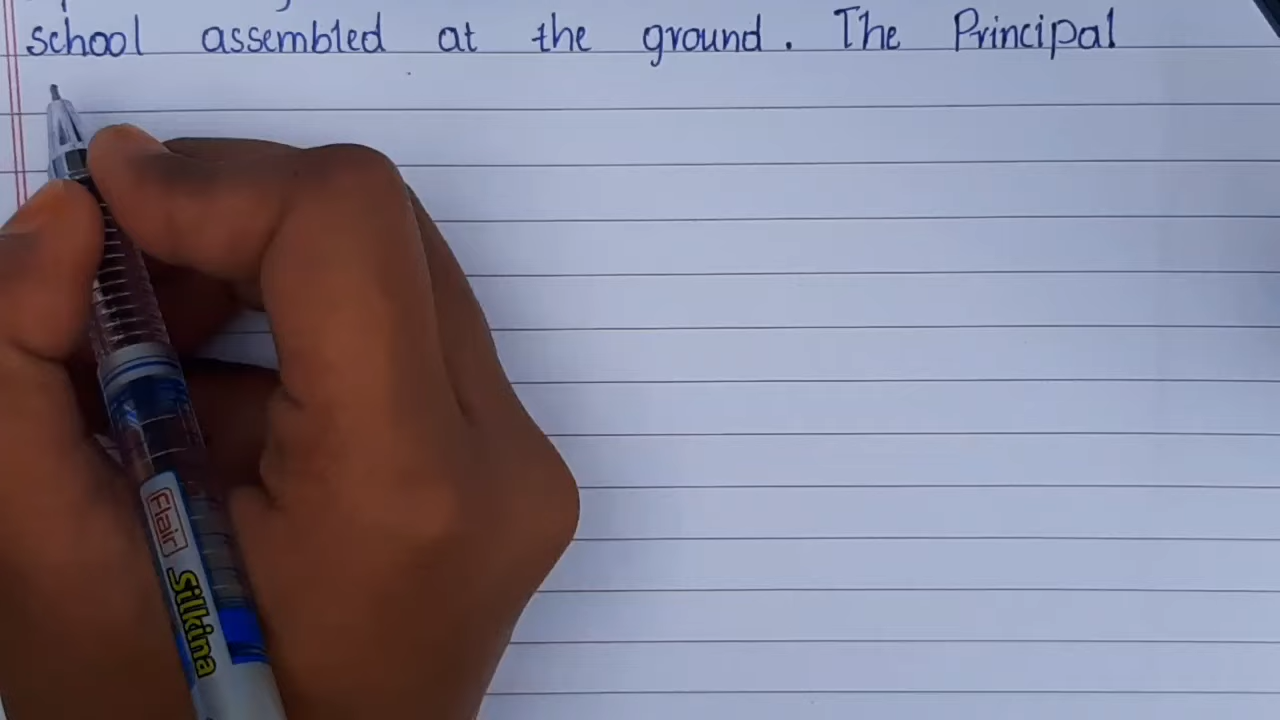 school assembled at the ground. The Principal
Flair
Silkina